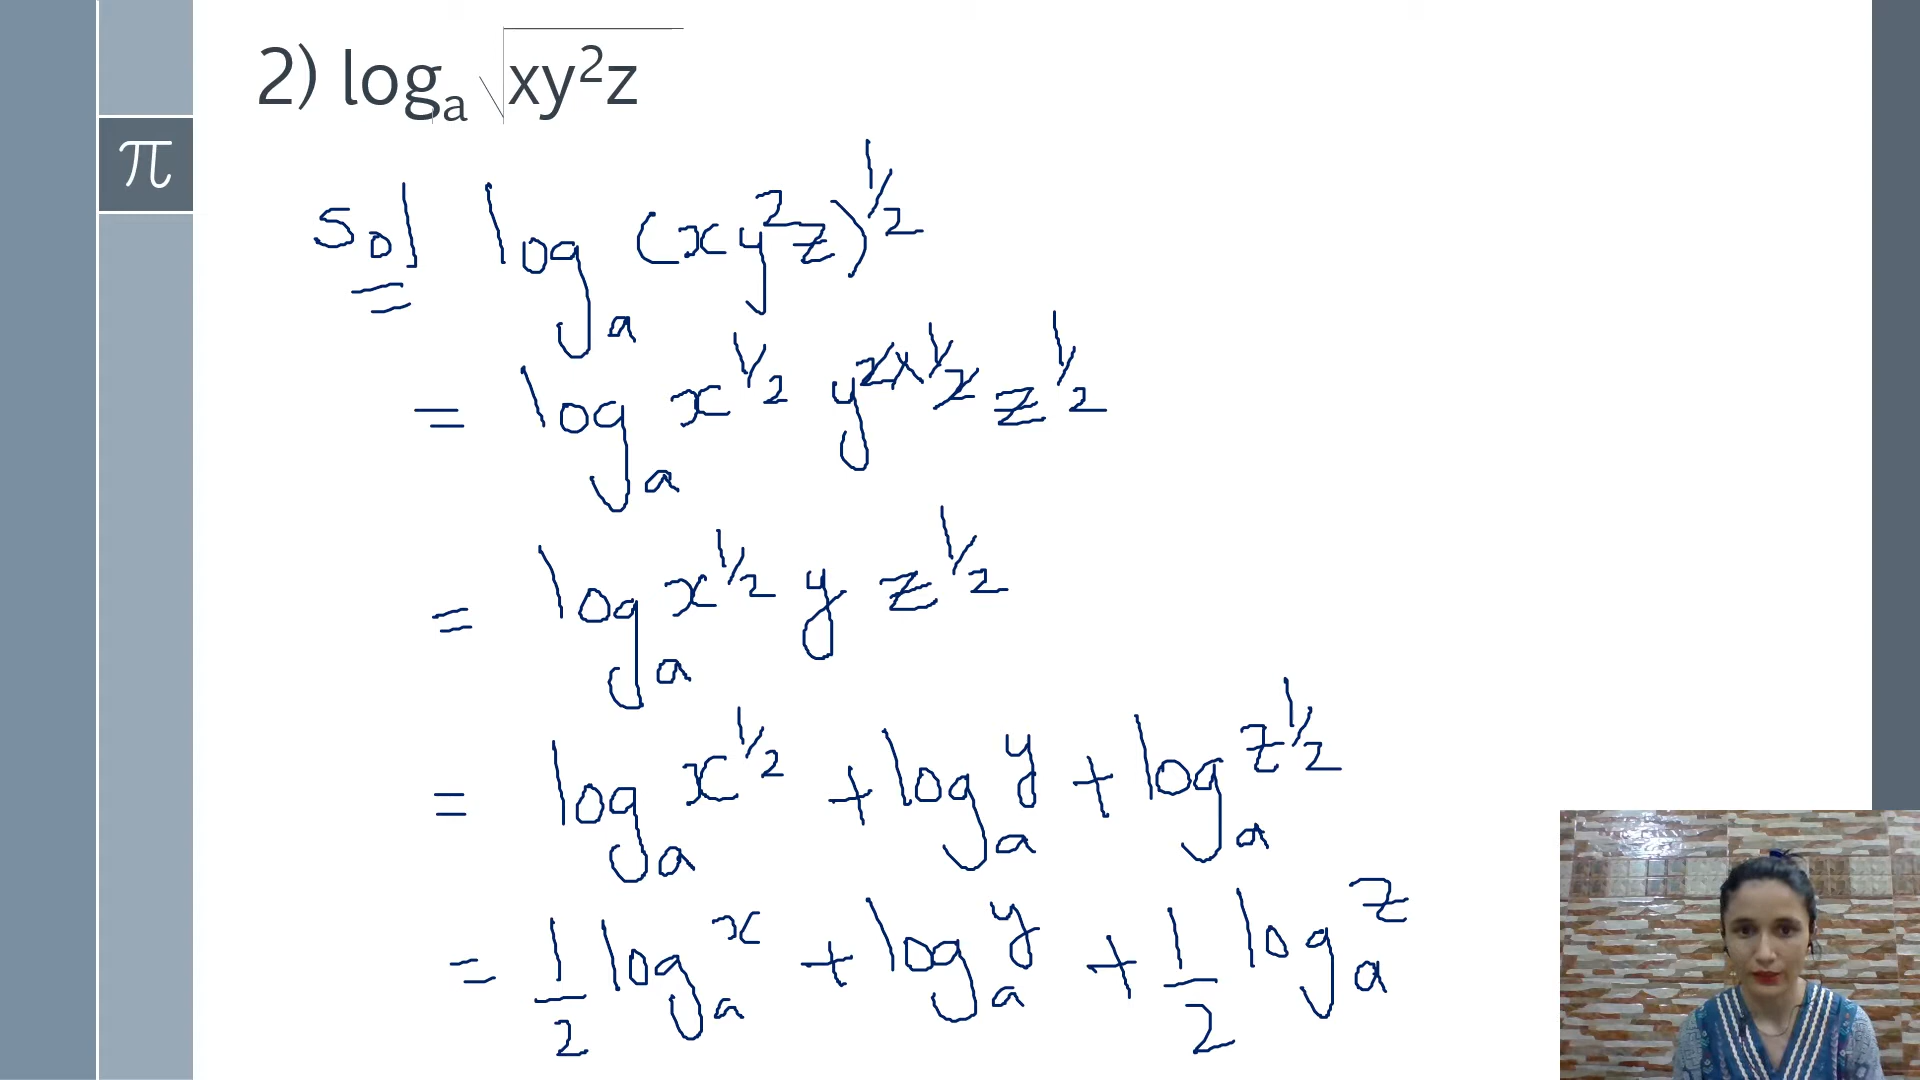 2) logₐ √xy²z
π
Sol logₐ (xy²z)^1/2
= logₐ x^1/2 y^2×1/2 z^1/2
= logₐ x^1/2 y z^1/2
= logₐ x^1/2 + logₐ y + logₐ z^1/2
= 1/2 logₐ x + logₐ y + 1/2 logₐ z